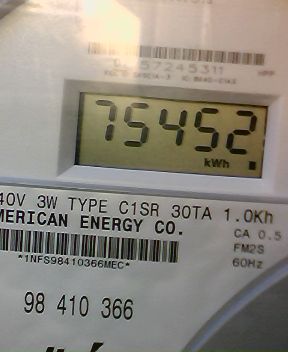 57245311
75452
kWh
40V 3W TYPE C1SR 30TA 1.0Kh
MERICAN ENERGY CO.
CA 0.5
FM2S
60Hz
*1NFS98410366MEC*
98 410 366